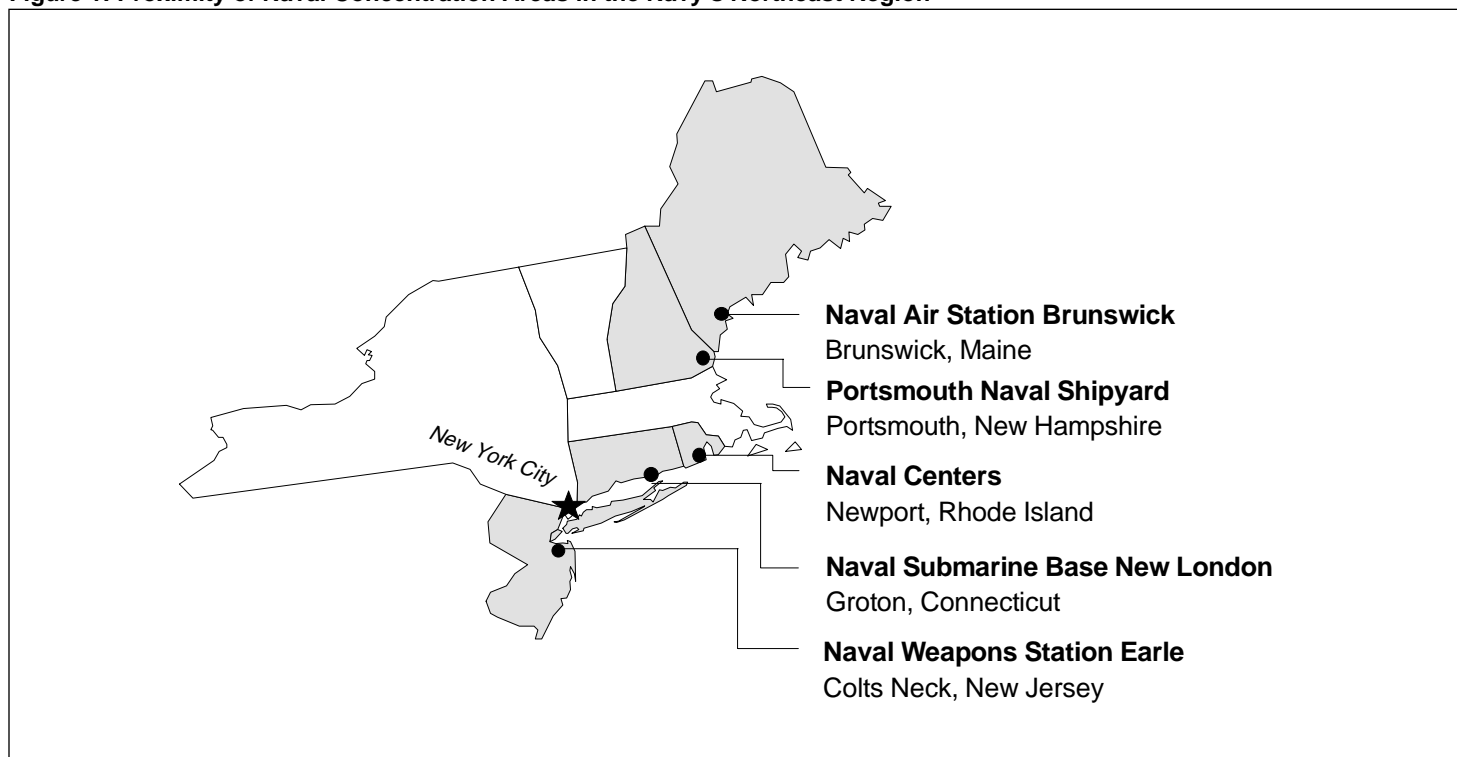 Figure 1: Proximity of Naval Concentration Areas in the Navy's Northeast Region
Naval Air Station Brunswick
Brunswick, Maine
Portsmouth Naval Shipyard
Portsmouth, New Hampshire
New York City
Naval Centers
Newport, Rhode Island
Naval Submarine Base New London
Groton, Connecticut
Naval Weapons Station Earle
Colts Neck, New Jersey